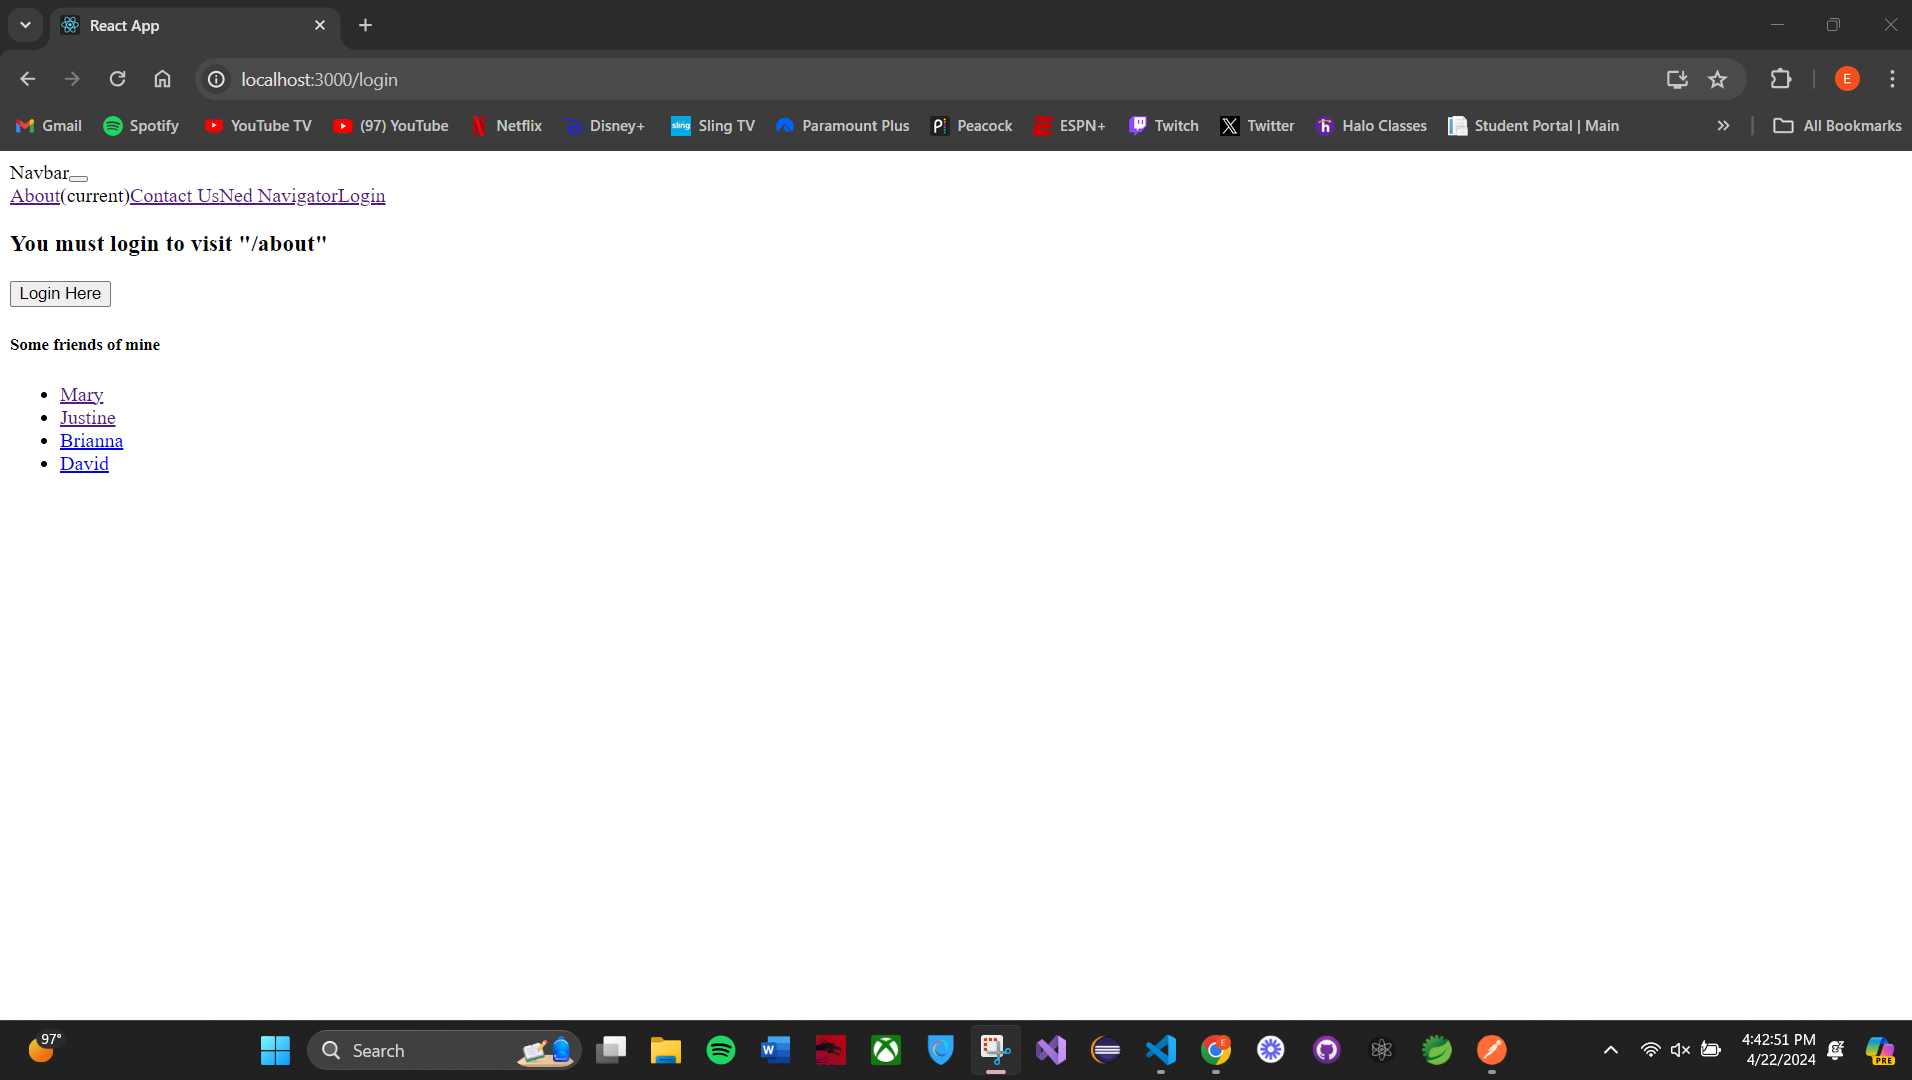 React App
localhost:3000/login
E
Gmail Spotify YouTube TV (97) YouTube Netflix Disney+ sling Sling TV Paramount Plus Peacock ESPN+ Twitch Twitter Halo Classes Student Portal | Main All Bookmarks
Navbar
About(current)Contact UsNed NavigatorLogin
You must login to visit "/about"
Login Here
Some friends of mine
Mary
Justine
Brianna
David
97°
Search
4:42:51 PM
4/22/2024
PRE